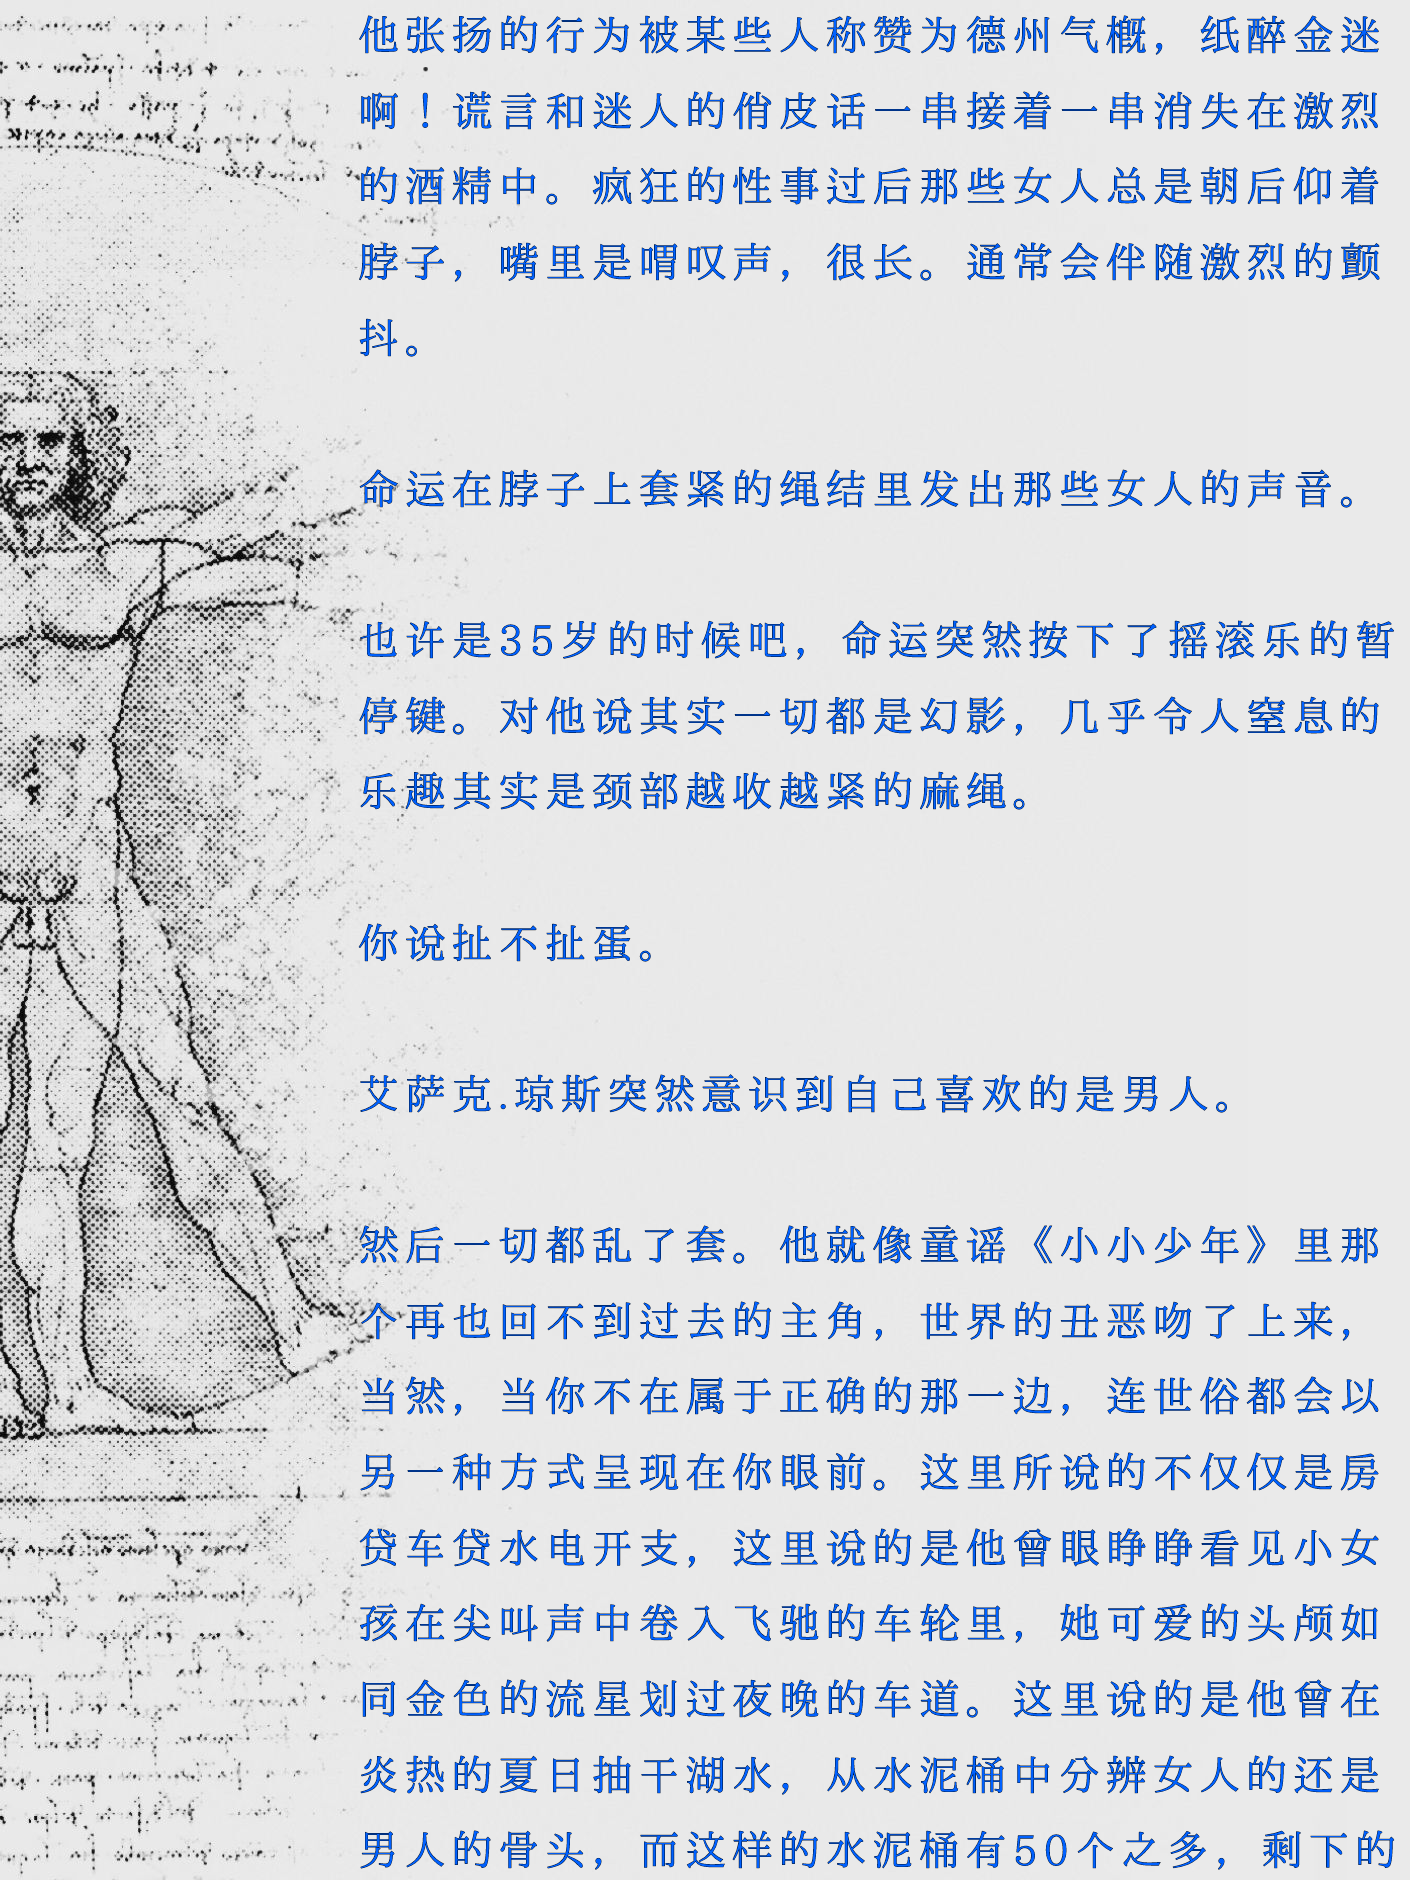 他张扬的行为被某些人称赞为德州气概，纸醉金迷
啊！谎言和迷人的俏皮话一串接着一串消失在激烈
的酒精中。疯狂的性事过后那些女人总是朝后仰着
脖子，嘴里是喟叹声，很长。通常会伴随激烈的颤
抖。
命运在脖子上套紧的绳结里发出那些女人的声音。
也许是35岁的时候吧，命运突然按下了摇滚乐的暂
停键。对他说其实一切都是幻影，几乎令人窒息的
乐趣其实是颈部越收越紧的麻绳。
你说扯不扯蛋。
艾萨克.琼斯突然意识到自己喜欢的是男人。
然后一切都乱了套。他就像童谣《小小少年》里那
个再也回不到过去的主角，世界的丑恶吻了上来，
当然，当你不在属于正确的那一边，连世俗都会以
另一种方式呈现在你眼前。这里所说的不仅仅是房
贷车贷水电开支，这里说的是他曾眼睁睁看见小女
孩在尖叫声中卷入飞驰的车轮里，她可爱的头颅如
同金色的流星划过夜晚的车道。这里说的是他曾在
炎热的夏日抽干湖水，从水泥桶中分辨女人的还是
男人的骨头，而这样的水泥桶有50个之多，剩下的